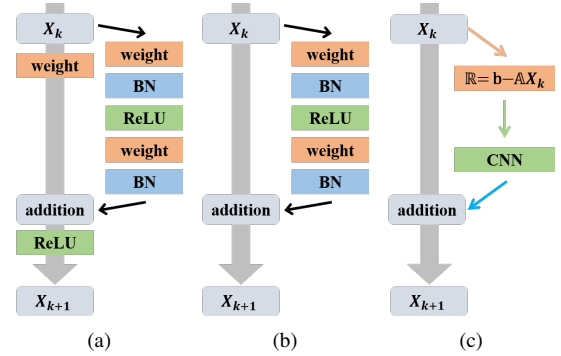 X_k
weight
weight
BN
ReLU
weight
BN
addition
ReLU
X_{k+1}
(a)
X_k
weight
BN
ReLU
weight
BN
addition
X_{k+1}
(b)
X_k
ℝ= b−𝔸X_k
CNN
addition
X_{k+1}
(c)